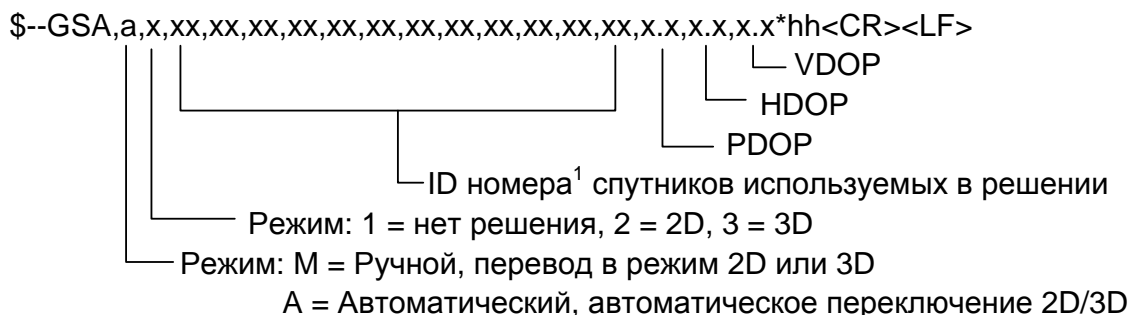 $--GSA,a,x,xx,xx,xx,xx,xx,xx,xx,xx,xx,xx,xx,xx,x.x,x.x,x.x*hh<CR><LF>
VDOP
HDOP
PDOP
ID номера¹ спутников используемых в решении
Режим: 1 = нет решения, 2 = 2D, 3 = 3D
Режим: М = Ручной, перевод в режим 2D или 3D
А = Автоматический, автоматическое переключение 2D/3D